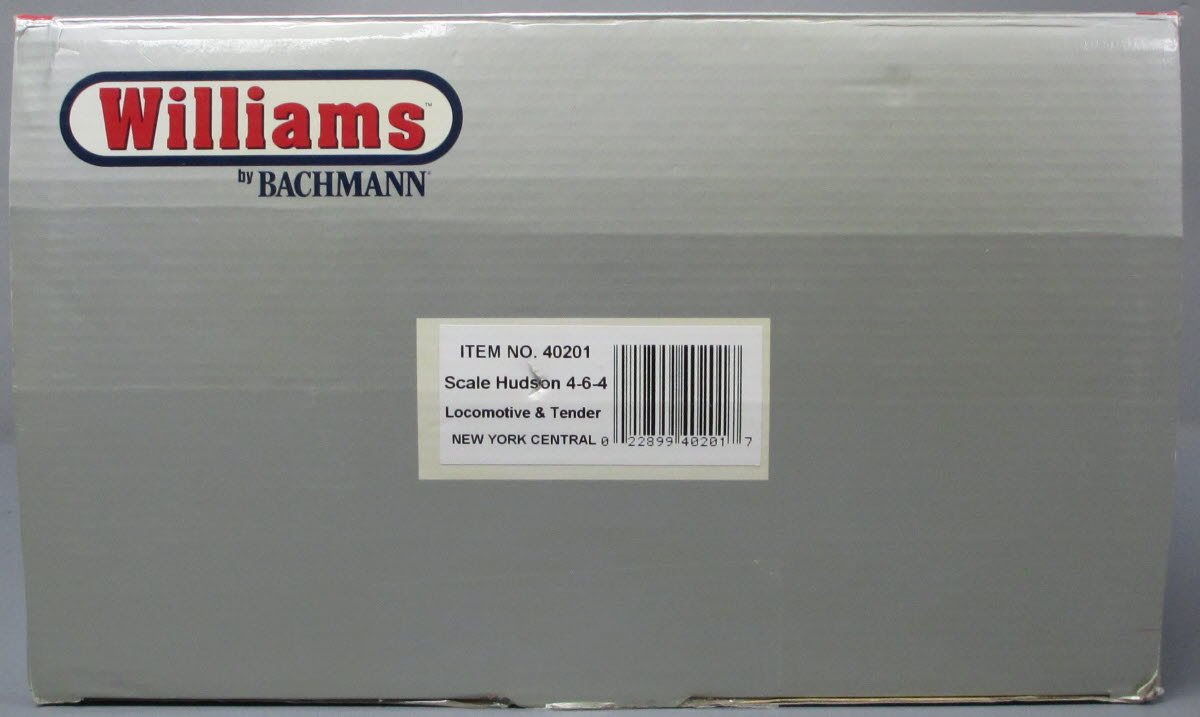 Williams™
by BACHMANN
ITEM NO. 40201
Scale Hudson 4-6-4
Locomotive & Tender
NEW YORK CENTRAL
0 22899 40201 7